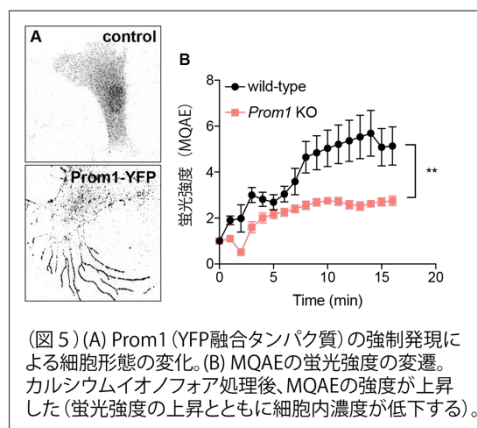 A
control
Prom1-YFP
B
wild-type
Prom1 KO
蛍光強度 (MQAE)
8
6
4
2
0
0
5
10
15
20
**
Time (min)
(図5)(A) Prom1(YFP融合タンパク質)の強制発現に
よる細胞形態の変化。(B) MQAEの蛍光強度の変遷。
カルシウムイオノフォア処理後、MQAEの強度が上昇
した(蛍光強度の上昇とともに細胞内濃度が低下する)。